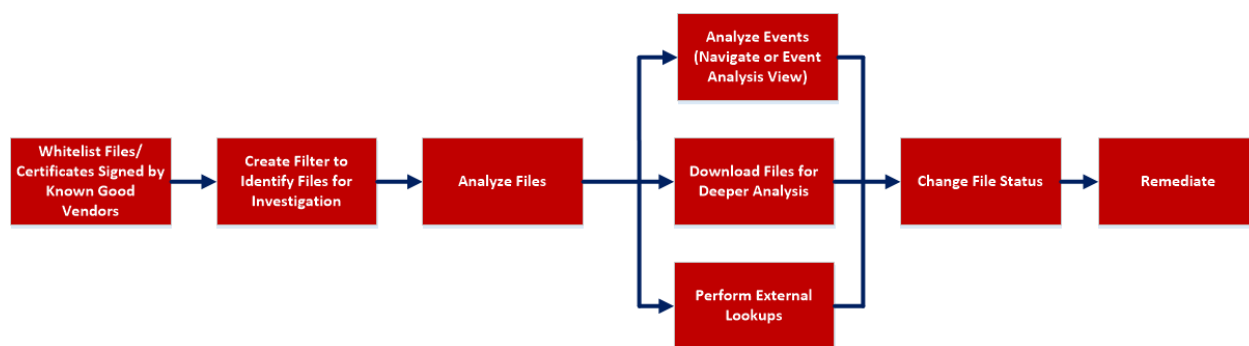 Whitelist Files/
Certificates Signed by
Known Good
Vendors
Create Filter to
Identify Files for
Investigation
Analyze Files
Analyze Events
(Navigate or Event
Analysis View)
Download Files for
Deeper Analysis
Perform External
Lookups
Change File Status
Remediate